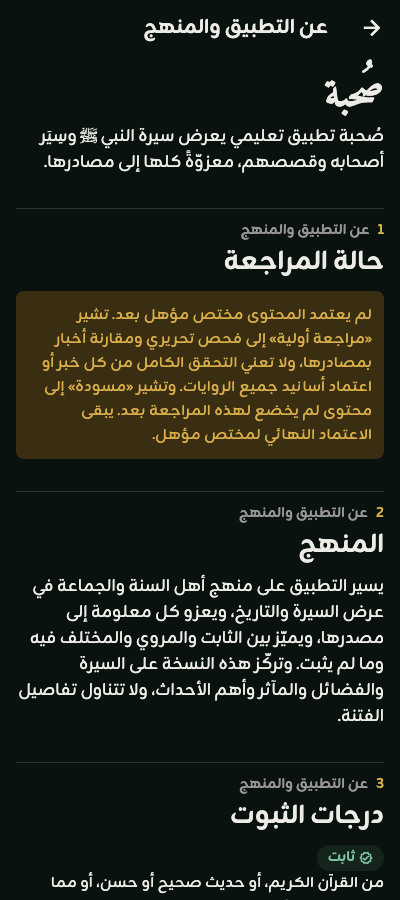 عن التطبيق والمنهج
صُحبة
صُحبة تطبيق تعليمي يعرض سيرة النبي ﷺ وسِيَر
أصحابه وقصصهم، معزوّةً كلها إلى مصادرها.
1 عن التطبيق والمنهج
حالة المراجعة
لم يعتمد المحتوى مختص مؤهل بعد. تشير
«مراجعة أولية» إلى فحص تحريري ومقارنة أخبار
بمصادرها، ولا تعني التحقق الكامل من كل خبر أو
اعتماد أسانيد جميع الروايات. وتشير «مسودة» إلى
محتوى لم يخضع لهذه المراجعة بعد. يبقى
الاعتماد النهائي لمختص مؤهل.
2 عن التطبيق والمنهج
المنهج
يسير التطبيق على منهج أهل السنة والجماعة في
عرض السيرة والتاريخ، ويعزو كل معلومة إلى
مصدرها، ويميّز بين الثابت والمروي والمختلف فيه
وما لم يثبت. وتركّز هذه النسخة على السيرة
والفضائل والمآثر وأهم الأحداث، ولا تتناول تفاصيل
الفتنة.
3 عن التطبيق والمنهج
درجات الثبوت
ثابت
من القرآن الكريم، أو حديث صحيح أو حسن، أو مما